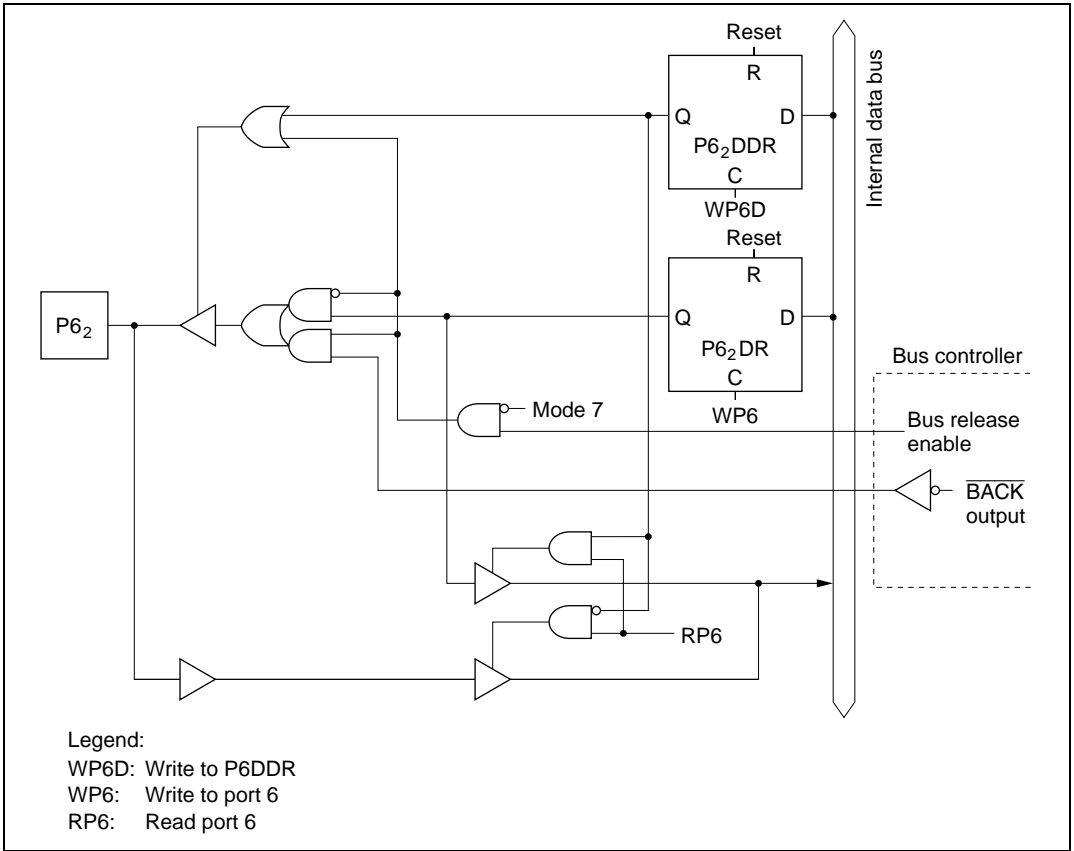 Reset
R
Q
D
P6₂DDR
C
WP6D
Internal data bus
Reset
R
Q
D
P6₂DR
C
WP6
P6₂
Bus controller
Mode 7
Bus release
enable
B̅A̅C̅K̅
output
RP6
Legend:
WP6D: Write to P6DDR
WP6: Write to port 6
RP6: Read port 6